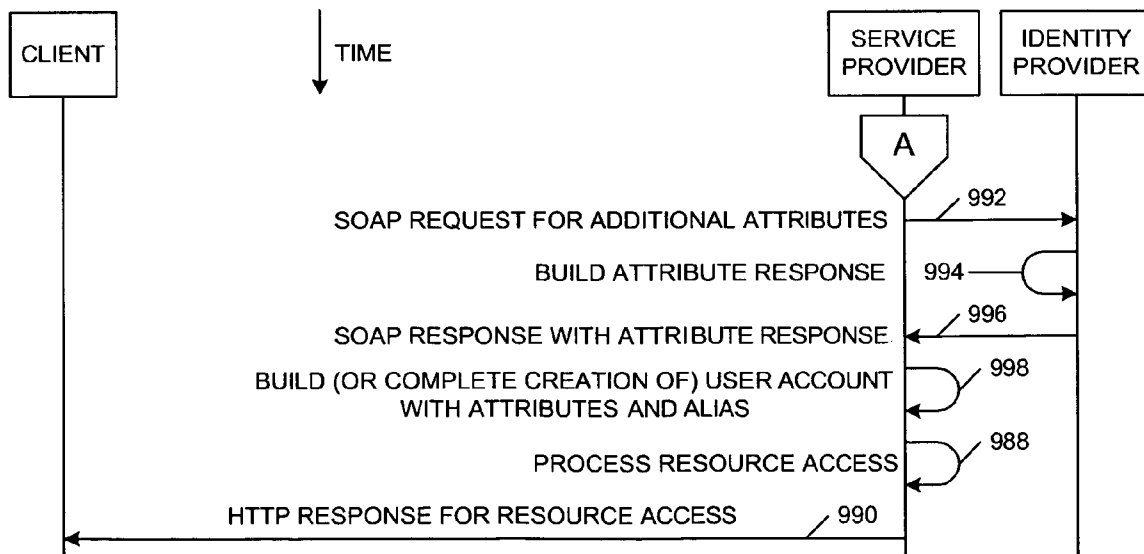 CLIENT
TIME
SERVICE
PROVIDER
IDENTITY
PROVIDER
A
992
SOAP REQUEST FOR ADDITIONAL ATTRIBUTES
BUILD ATTRIBUTE RESPONSE
994
996
SOAP RESPONSE WITH ATTRIBUTE RESPONSE
998
BUILD (OR COMPLETE CREATION OF) USER ACCOUNT
WITH ATTRIBUTES AND ALIAS
988
PROCESS RESOURCE ACCESS
HTTP RESPONSE FOR RESOURCE ACCESS
990